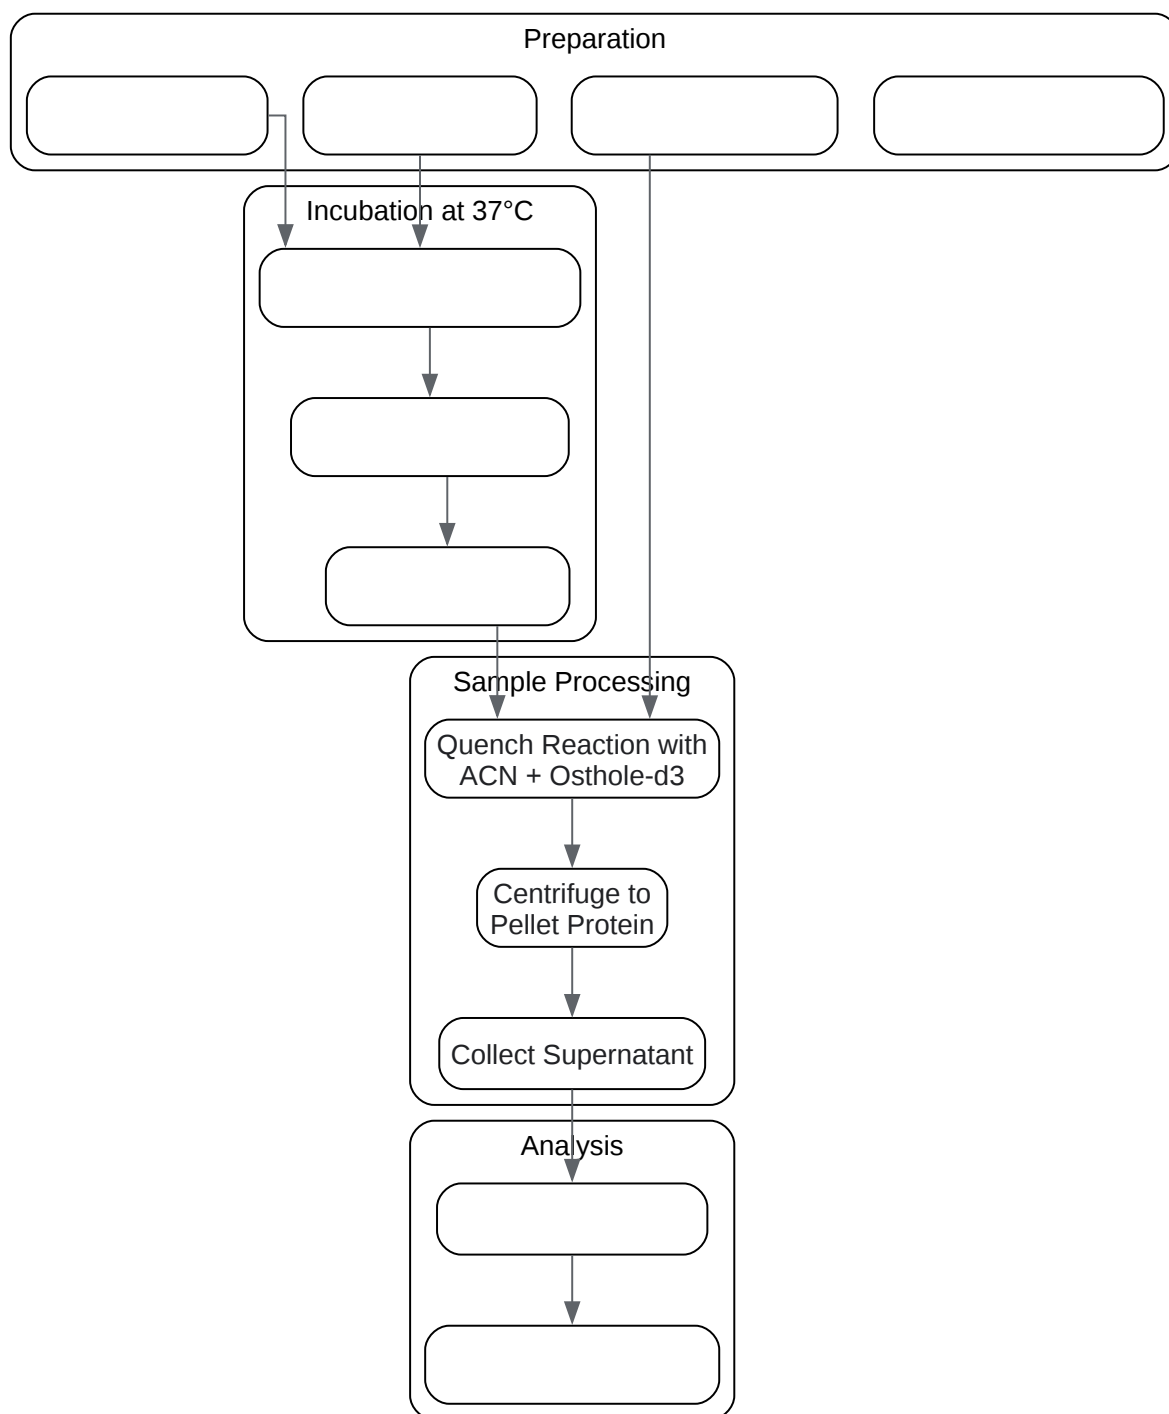 Preparation
Incubation at 37°C
Sample Processing
Quench Reaction with
ACN + Osthole-d3
Centrifuge to
Pellet Protein
Collect Supernatant
Analysis